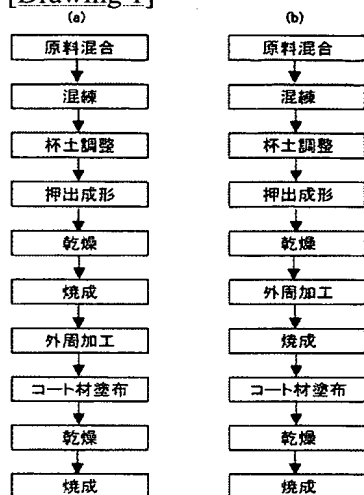 [Drawing 1]
(a)
原料混合
混練
杯土調整
押出成形
乾燥
焼成
外周加工
コート材塗布
乾燥
焼成
(b)
原料混合
混練
杯土調整
押出成形
乾燥
外周加工
焼成
コート材塗布
乾燥
焼成